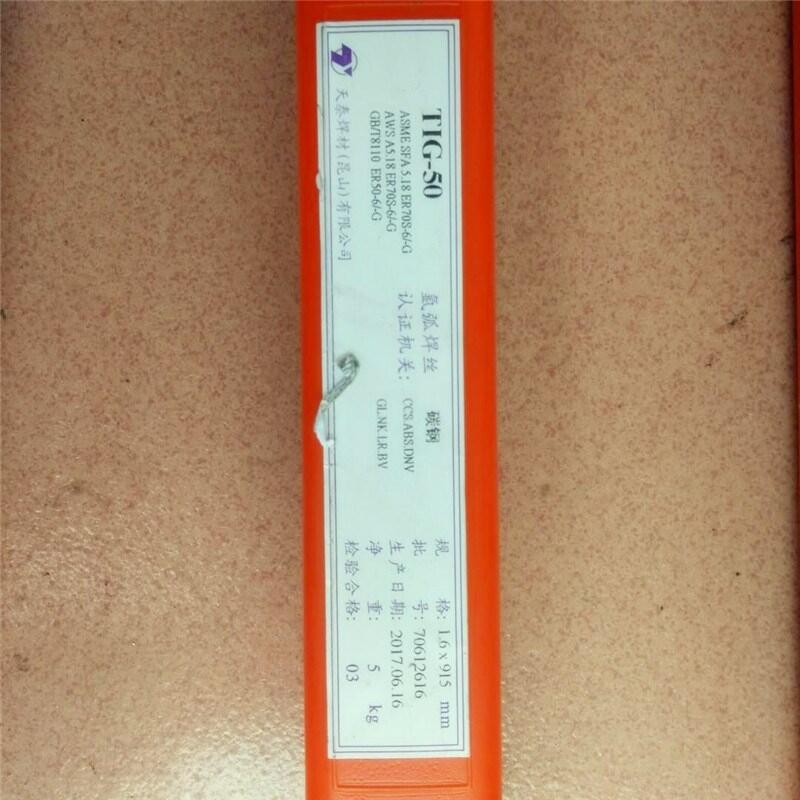 TIG-50
ASME SFA 5.18 ER70S-6/-G
AWS A5.18 ER70S-6/-G
GB/T8110 ER50-6/-G
天泰焊材(昆山)有限公司
氩弧焊丝 碳钢
认证机关: CCS.ABS.DNV
GL.NK.LR.BV
规格: 1.6 x 915 mm
批号: 70612616
生产日期: 2017.06.16
净重: 5 kg
检验合格: 03